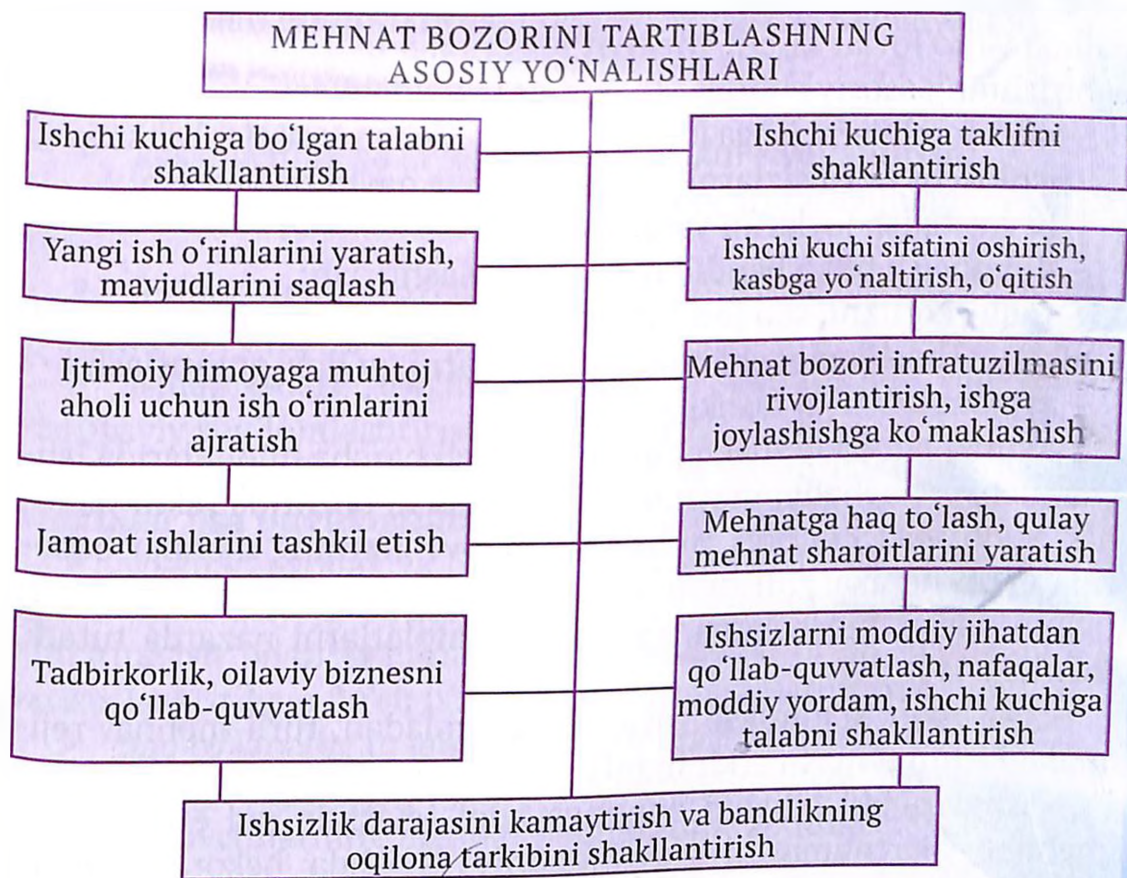 MEHNAT BOZORINI TARTIBLASHNING
ASOSIY YO‘NALISHLARI
Ishchi kuchiga bo‘lgan talabni
shakllantirish
Ishchi kuchiga taklifni
shakllantirish
Yangi ish o‘rinlarini yaratish,
mavjudlarini saqlash
Ishchi kuchi sifatini oshirish,
kasbga yo‘naltirish, o‘qitish
Ijtimoiy himoyaga muhtoj
aholi uchun ish o‘rinlarini
ajratish
Mehnat bozori infratuzilmasini
rivojlantirish, ishga
joylashishga ko‘maklashish
Jamoat ishlarini tashkil etish
Mehnatga haq to‘lash, qulay
mehnat sharoitlarini yaratish
Tadbirkorlik, oilaviy biznesni
qo‘llab-quvvatlash
Ishsizlarni moddiy jihatdan
qo‘llab-quvvatlash, nafaqalar,
moddiy yordam, ishchi kuchiga
talabni shakllantirish
Ishsizlik darajasini kamaytirish va bandlikning
oqilona tarkibini shakllantirish